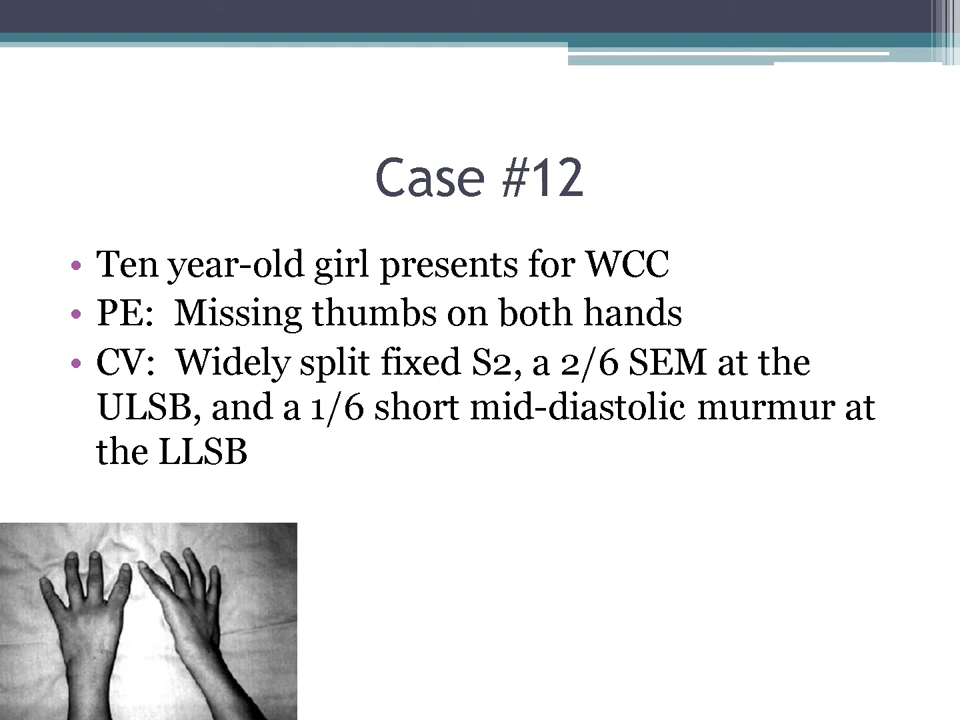 Case #12
• Ten year-old girl presents for WCC
• PE:  Missing thumbs on both hands
• CV:  Widely split fixed S2, a 2/6 SEM at the
ULSB, and a 1/6 short mid-diastolic murmur at
the LLSB